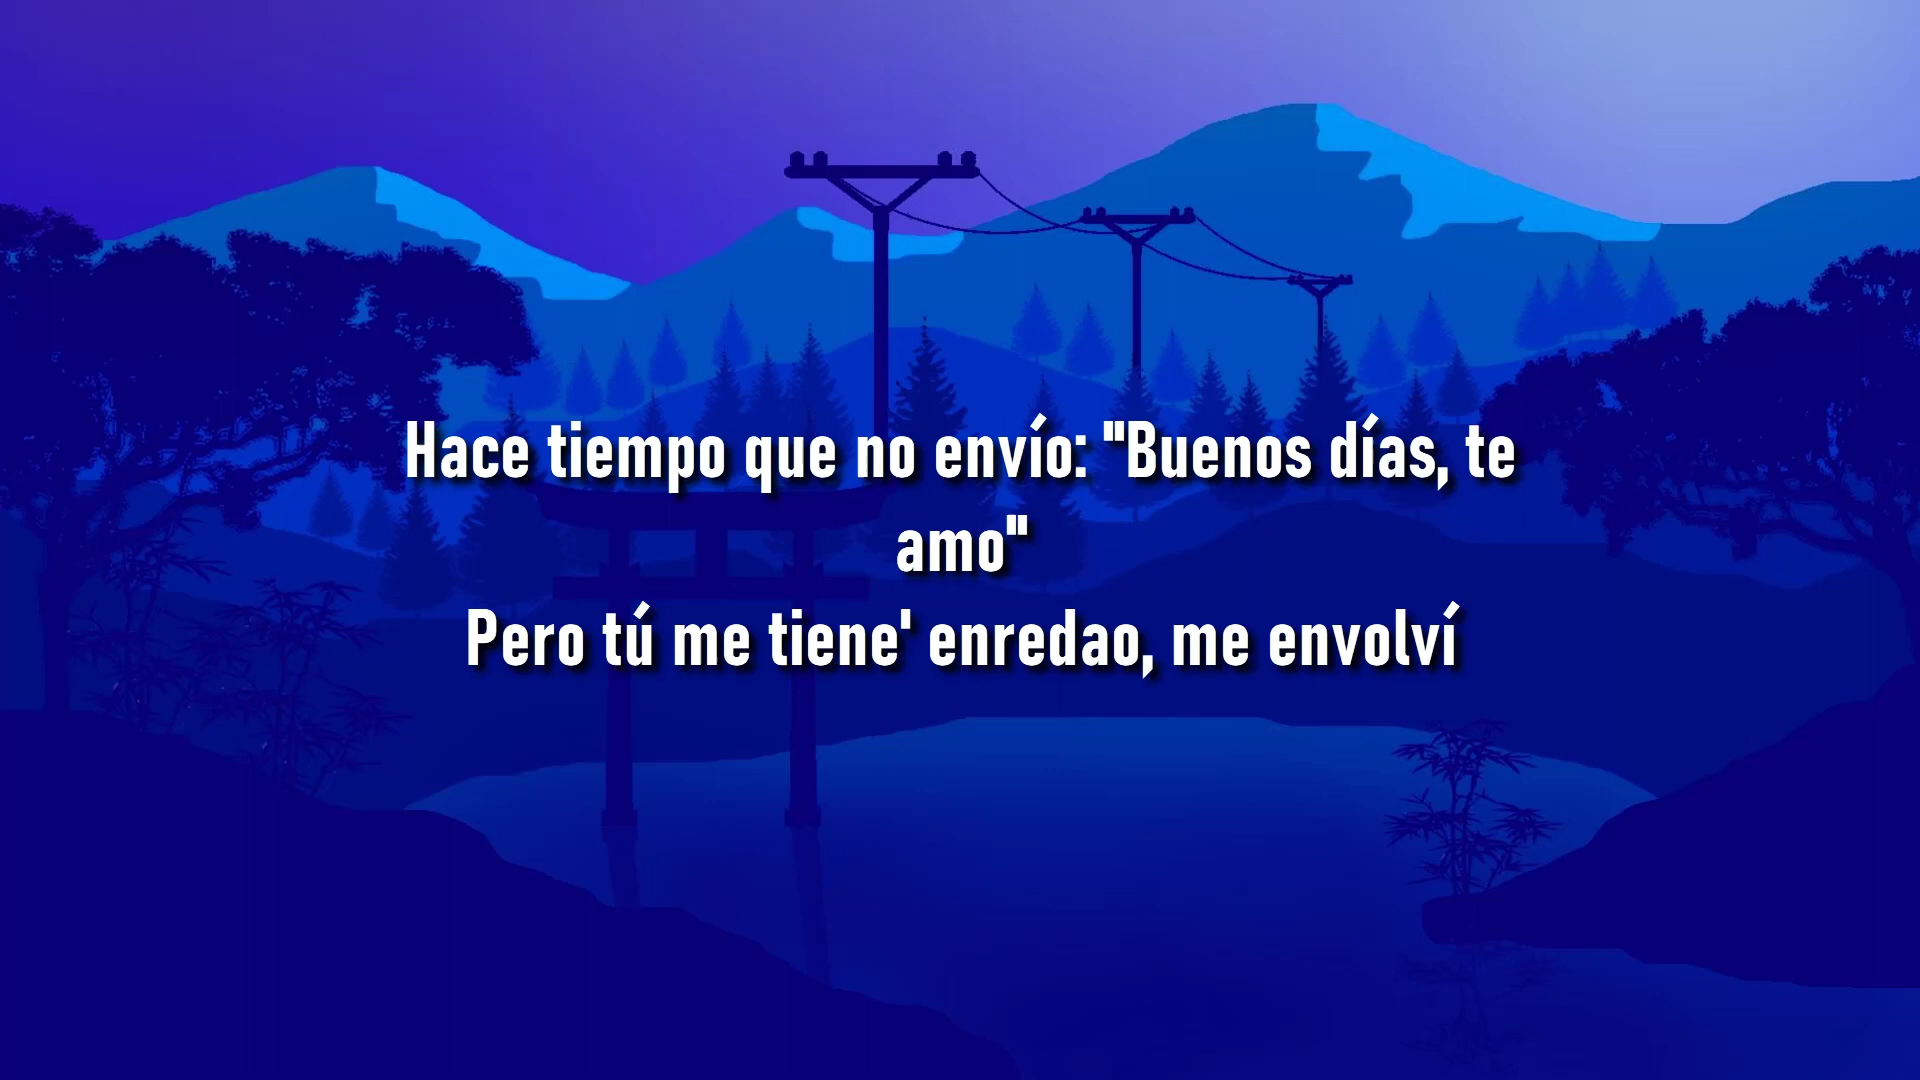 Hace tiempo que no envío: "Buenos días, te
amo"
Pero tú me tiene' enredao, me envolví